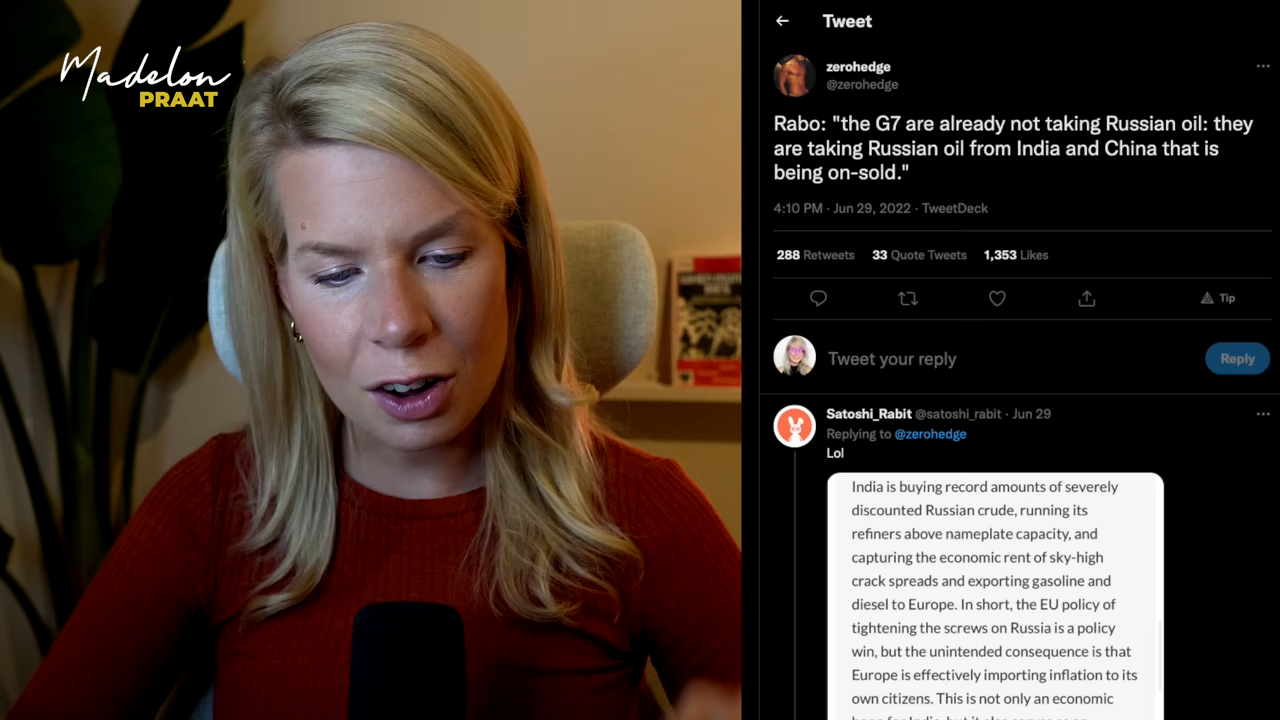 Madelon
PRAAT
Tweet
zerohedge
@zerohedge
Rabo: "the G7 are already not taking Russian oil: they
are taking Russian oil from India and China that is
being on-sold."
4:10 PM · Jun 29, 2022 · TweetDeck
288 Retweets 33 Quote Tweets 1,353 Likes
Tip
Tweet your reply
Reply
Satoshi_Rabit @satoshi_rabit · Jun 29
Replying to @zerohedge
Lol
India is buying record amounts of severely
discounted Russian crude, running its
refiners above nameplate capacity, and
capturing the economic rent of sky-high
crack spreads and exporting gasoline and
diesel to Europe. In short, the EU policy of
tightening the screws on Russia is a policy
win, but the unintended consequence is that
Europe is effectively importing inflation to its
own citizens. This is not only an economic